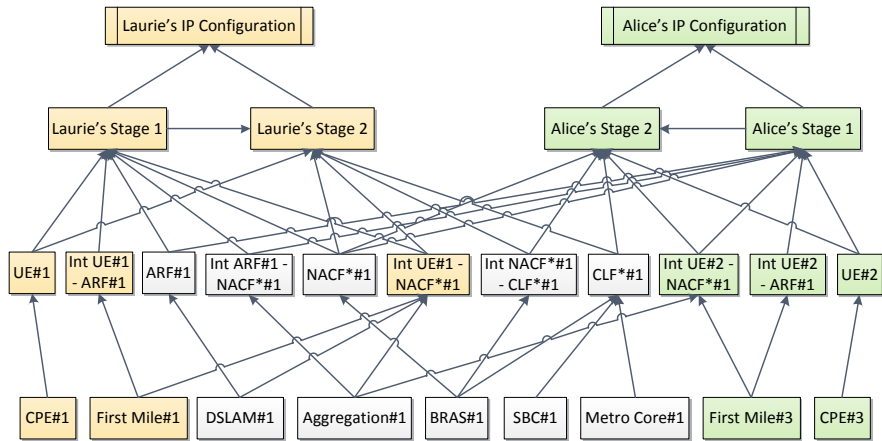 Laurie's IP Configuration
Alice's IP Configuration
Laurie's Stage 1
Laurie's Stage 2
Alice's Stage 2
Alice's Stage 1
UE#1
Int UE#1
- ARF#1
ARF#1
Int ARF#1 -
NACF*#1
NACF*#1
Int UE#1 -
NACF*#1
Int NACF*#1
- CLF*#1
CLF*#1
Int UE#2 -
NACF*#1
Int UE#2
- ARF#1
UE#2
CPE#1
First Mile#1
DSLAM#1
Aggregation#1
BRAS#1
SBC#1
Metro Core#1
First Mile#3
CPE#3